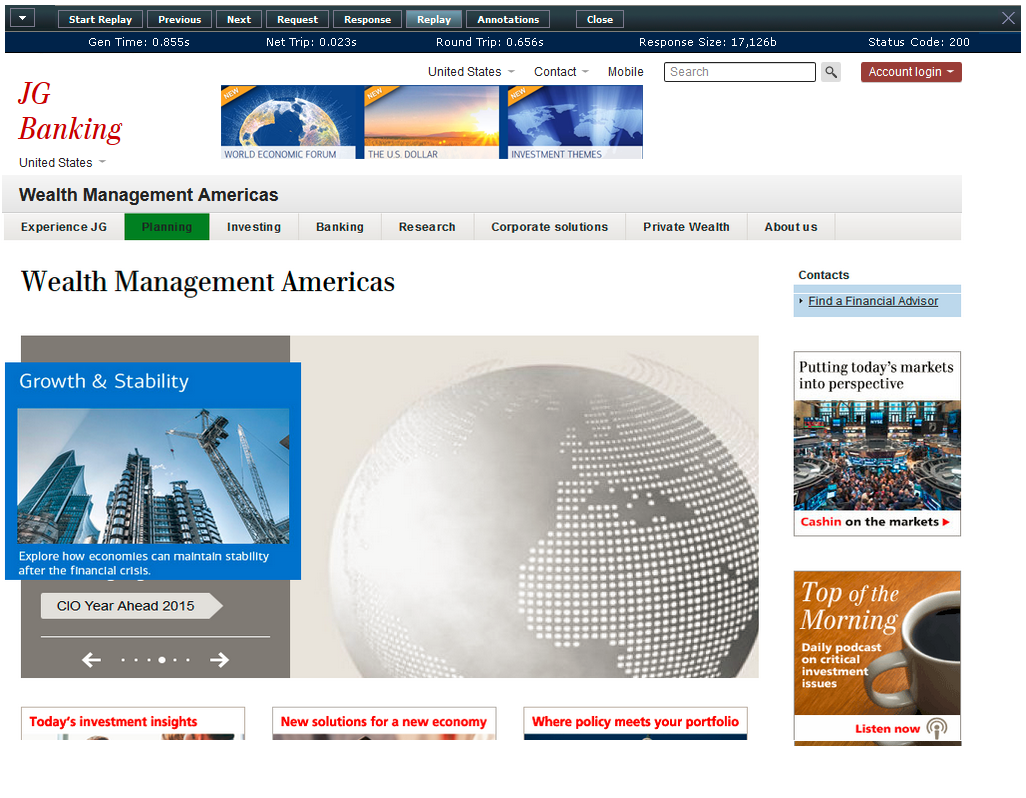 Start Replay Previous Next Request Response Replay Annotations Close
Gen Time: 0.855s Net Trip: 0.023s Round Trip: 0.656s Response Size: 17,126b Status Code: 200
United States Contact Mobile Search Account login
JG
Banking
NEW NEW NEW
WORLD ECONOMIC FORUM THE U.S. DOLLAR INVESTMENT THEMES
United States
Wealth Management Americas
Experience JG Planning Investing Banking Research Corporate solutions Private Wealth About us
Wealth Management Americas
Contacts
Find a Financial Advisor
Growth & Stability
Explore how economies can maintain stability
after the financial crisis.
CIO Year Ahead 2015
Putting today's markets
into perspective
NYSE
Cashin on the markets
Top of the
Morning
Daily podcast
on critical
investment
issues
Listen now
Today's investment insights New solutions for a new economy Where policy meets your portfolio